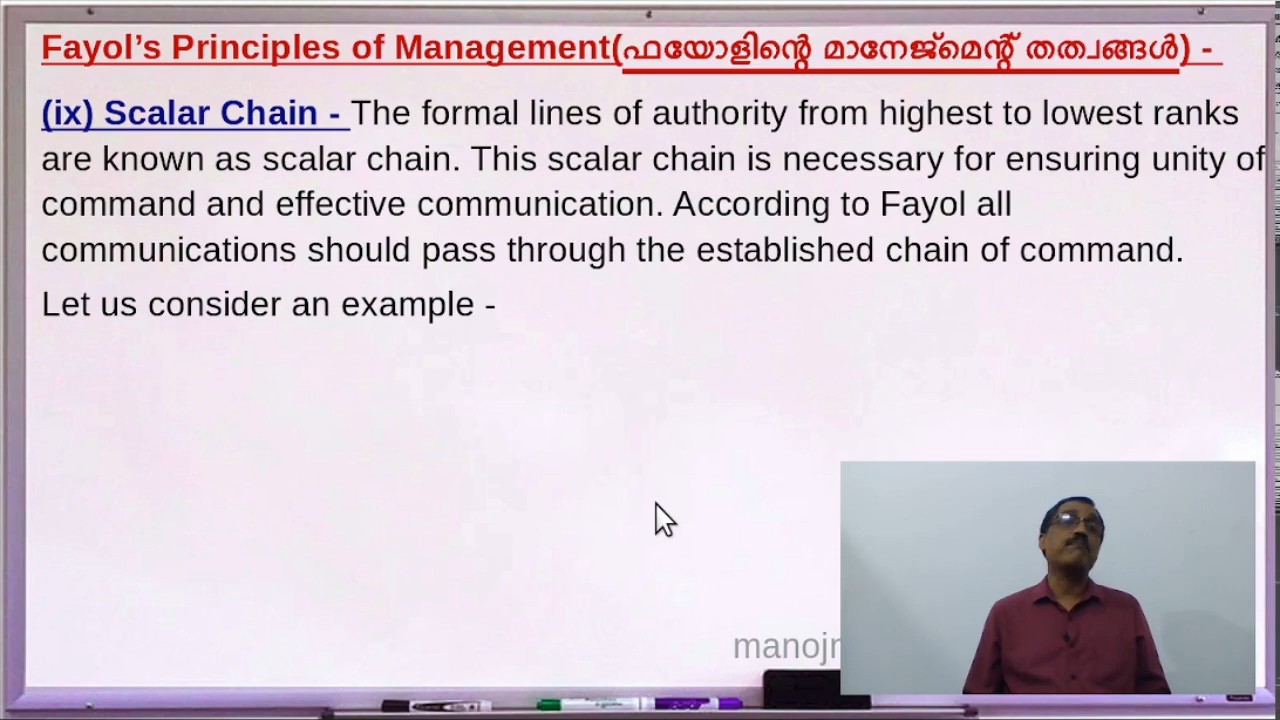 Fayol’s Principles of Management(ഫയോളിന്റെ മാനേജ്മെന്റ് തത്വങ്ങൾ) -
(ix) Scalar Chain - The formal lines of authority from highest to lowest ranks
are known as scalar chain. This scalar chain is necessary for ensuring unity of
command and effective communication. According to Fayol all
communications should pass through the established chain of command.
Let us consider an example -